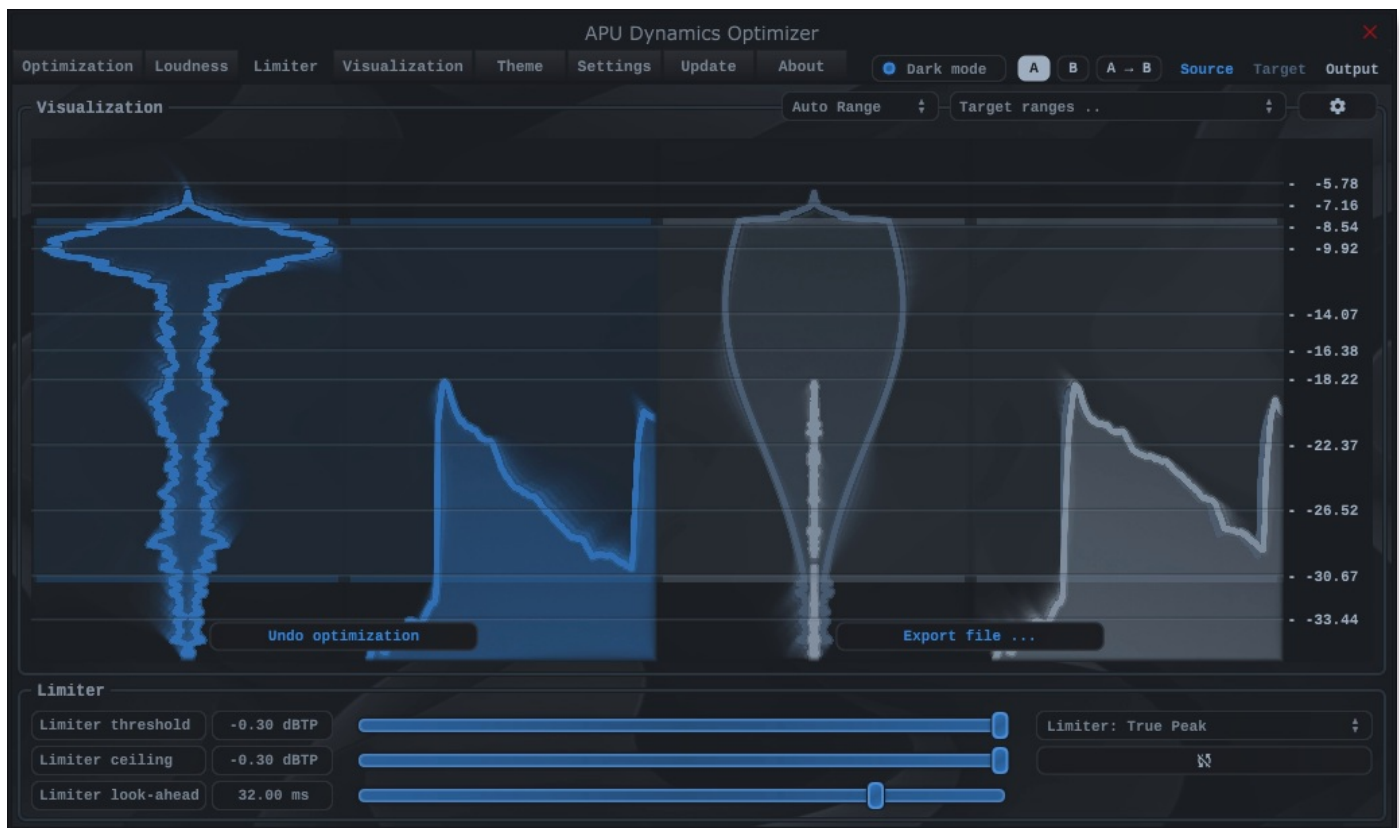 APU Dynamics Optimizer
Optimization Loudness Limiter Visualization Theme Settings Update About Dark mode A B A → B Source Target Output
Visualization Auto Range Target ranges ..
- -5.78
- -7.16
- -8.54
- -9.92
- -14.07
- -16.38
- -18.22
- -22.37
- -26.52
- -30.67
- -33.44
Undo optimization Export file ...
Limiter
Limiter threshold -0.30 dBTP Limiter: True Peak
Limiter ceiling -0.30 dBTP
Limiter look-ahead 32.00 ms